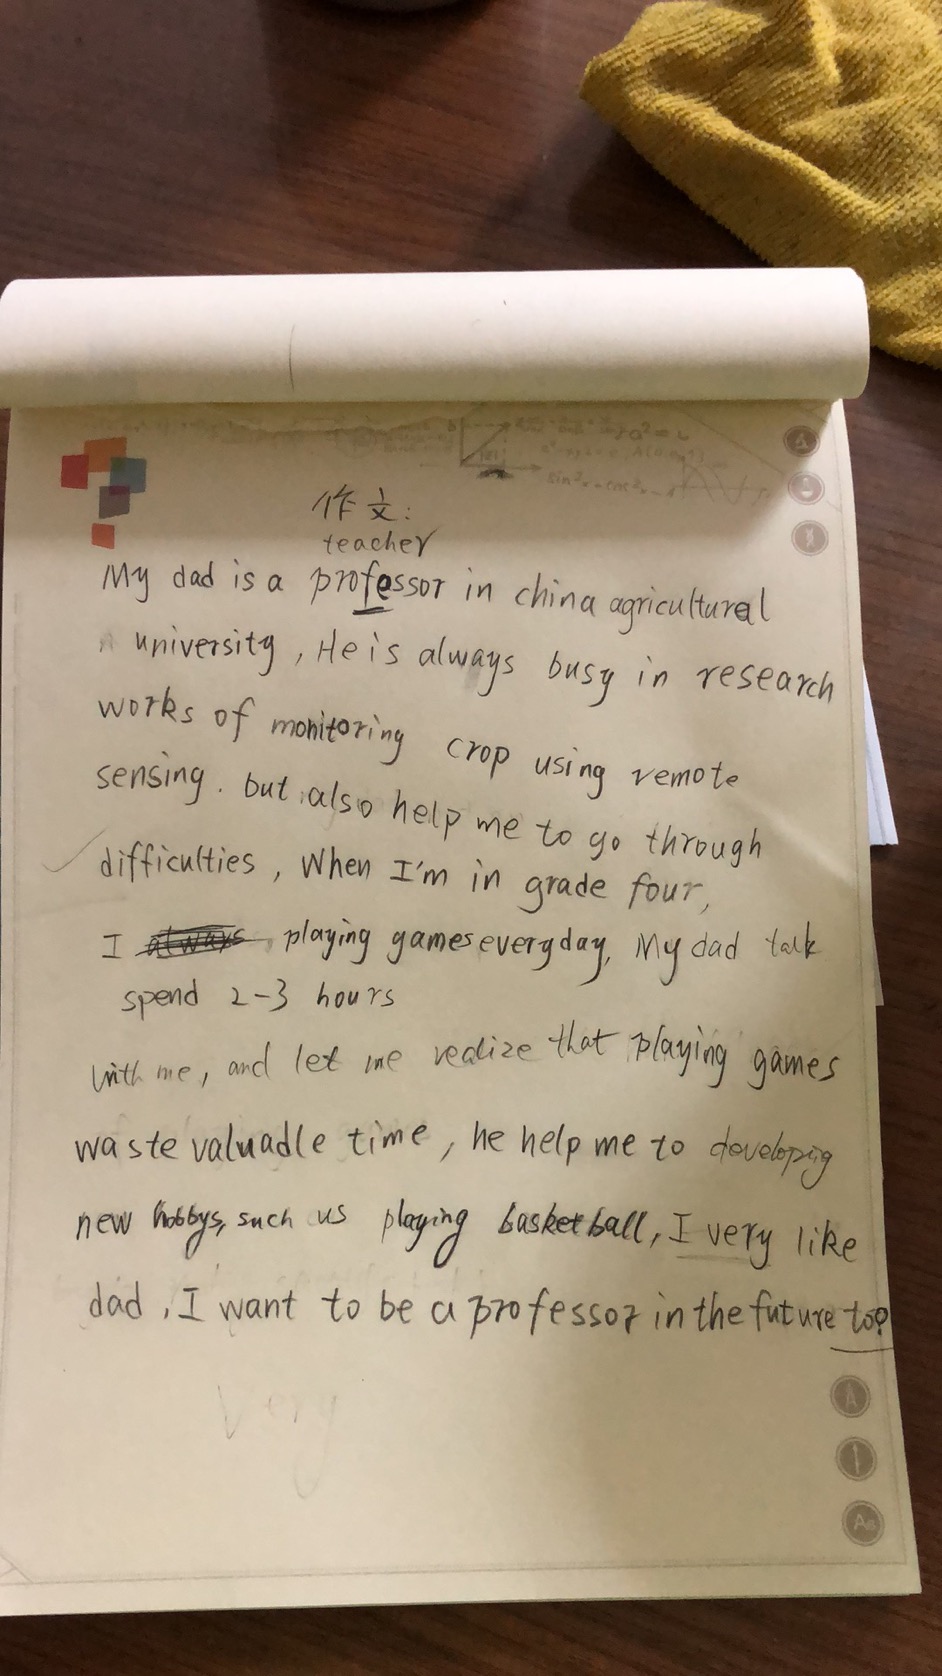 作文:
teacher
My dad is a professor in china agricultural
university, He is always busy in research
works of monitoring crop using remote
sensing. but also help me to go through
difficulties, When I'm in grade four,
I playing games everyday, My dad talk
spend 2-3 hours
with me, and let me realize that playing games
waste valuadle time, he help me to developing
new hobbys, such us playing basketball, I very like
dad, I want to be a professor in the future too
very